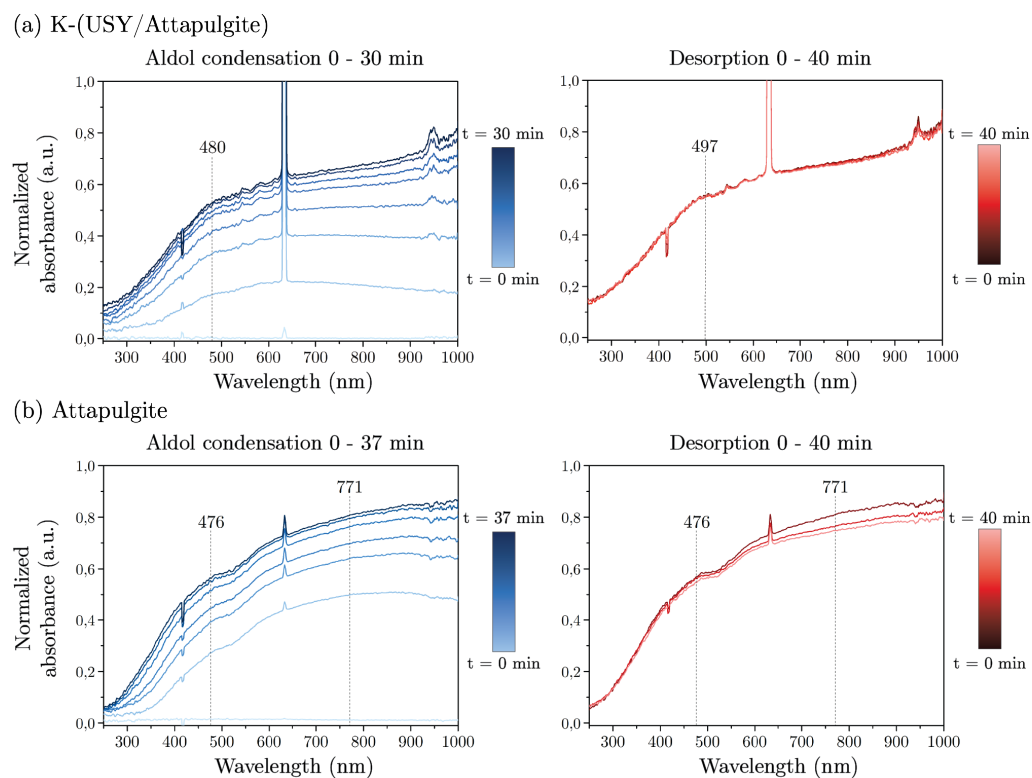 (a) K-(USY/Attapulgite)
Aldol condensation 0 - 30 min
Desorption 0 - 40 min
1,0
0,8
0,6
0,4
0,2
0,0
Normalized
absorbance (a.u.)
480
t = 30 min
t = 0 min
300 400 500 600 700 800 900 1000
Wavelength (nm)
1,0
0,8
0,6
0,4
0,2
0,0
497
t = 40 min
t = 0 min
300 400 500 600 700 800 900 1000
Wavelength (nm)
(b) Attapulgite
Aldol condensation 0 - 37 min
Desorption 0 - 40 min
1,0
0,8
0,6
0,4
0,2
0,0
Normalized
absorbance (a.u.)
476
771
t = 37 min
t = 0 min
300 400 500 600 700 800 900 1000
Wavelength (nm)
1,0
0,8
0,6
0,4
0,2
0,0
476
771
t = 40 min
t = 0 min
300 400 500 600 700 800 900 1000
Wavelength (nm)